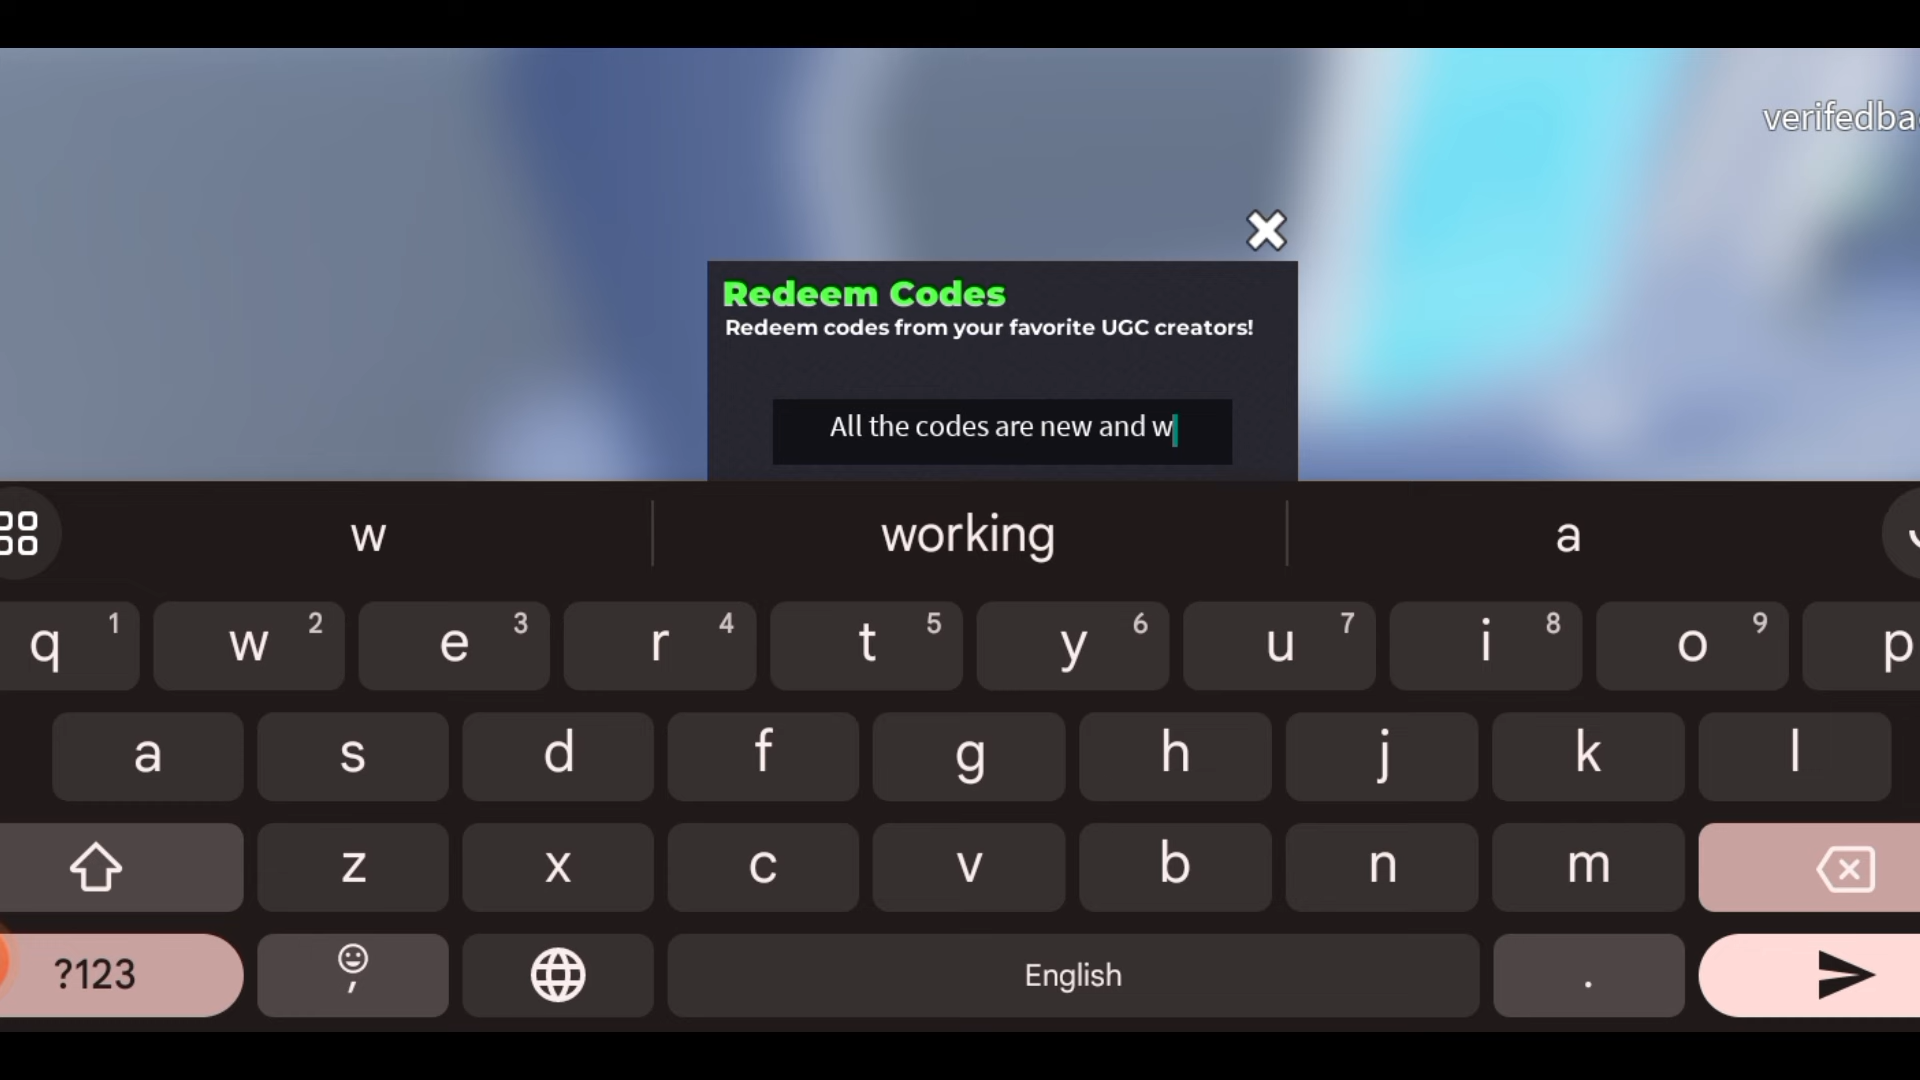 verifedba
Redeem Codes
Redeem codes from your favorite UGC creators!
All the codes are new and w
w working a
q 1 w 2 e 3 r 4 t 5 y 6 u 7 i 8 o 9 p
a s d f g h j k l
z x c v b n m
?123 , English .